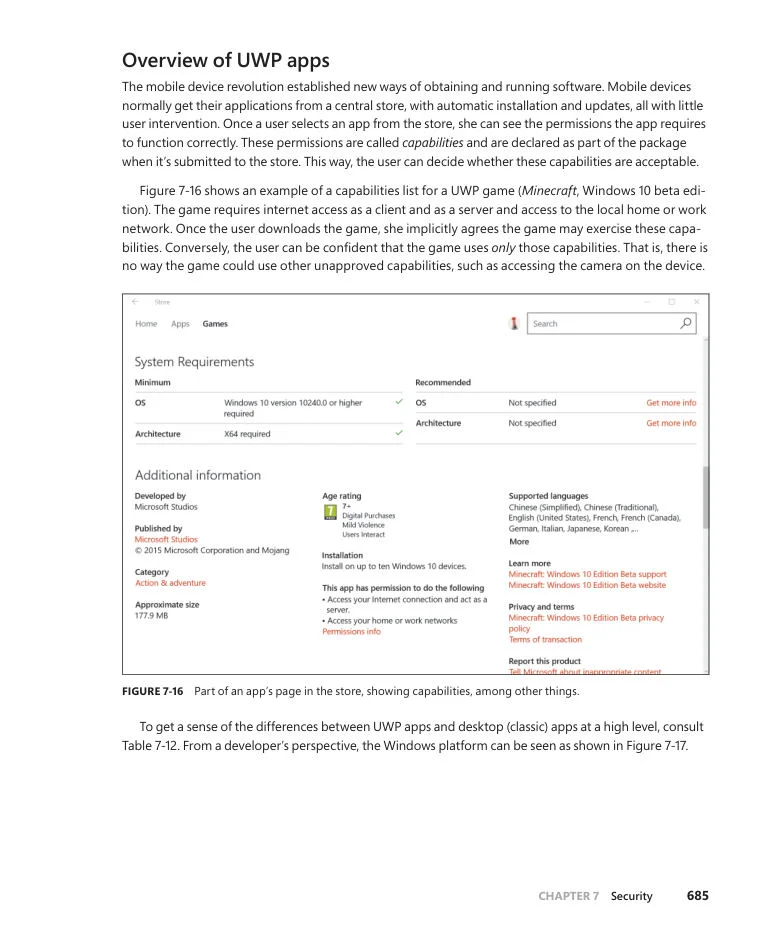 Overview of UWP apps
The mobile device revolution established new ways of obtaining and running software. Mobile devices
normally get their applications from a central store, with automatic installation and updates, all with little
user intervention. Once a user selects an app from the store, she can see the permissions the app requires
to function correctly. These permissions are called capabilities and are declared as part of the package
when it's submitted to the store. This way, the user can decide whether these capabilities are acceptable.
Figure 7-16 shows an example of a capabilities list for a UWP game (Minecraft, Windows 10 beta edi-
tion). The game requires internet access as a client and as a server and access to the local home or work
network. Once the user downloads the game, she implicitly agrees the game may exercise these capa-
bilities. Conversely, the user can be confident that the game uses only those capabilities. That is, there is
no way the game could use other unapproved capabilities, such as accessing the camera on the device.
Store
Home Apps Games
Search
System Requirements
Minimum
OS Windows 10 version 10240.0 or higher
required
Architecture X64 required
Recommended
OS Not specified Get more info
Architecture Not specified Get more info
Additional information
Developed by
Microsoft Studios
Published by
Microsoft Studios
© 2015 Microsoft Corporation and Mojang
Category
Action & adventure
Approximate size
177.9 MB
Age rating
7
7+
Digital Purchases
Mild Violence
Users Interact
Installation
Install on up to ten Windows 10 devices.
This app has permission to do the following
• Access your Internet connection and act as a
server.
• Access your home or work networks
Permissions info
Supported languages
Chinese (Simplified), Chinese (Traditional),
English (United States), French, French (Canada),
German, Italian, Japanese, Korean ,...
More
Learn more
Minecraft: Windows 10 Edition Beta support
Minecraft: Windows 10 Edition Beta website
Privacy and terms
Minecraft: Windows 10 Edition Beta privacy
policy
Terms of transaction
Report this product
Tell Microsoft about inappropriate content
FIGURE 7-16 Part of an app's page in the store, showing capabilities, among other things.
To get a sense of the differences between UWP apps and desktop (classic) apps at a high level, consult
Table 7-12. From a developer's perspective, the Windows platform can be seen as shown in Figure 7-17.
CHAPTER 7 Security 685